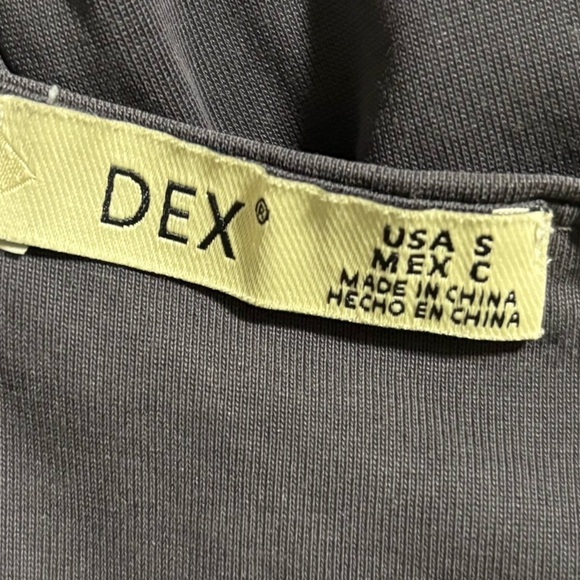 DEX®
USA S
MEX C
MADE IN CHINA
HECHO EN CHINA